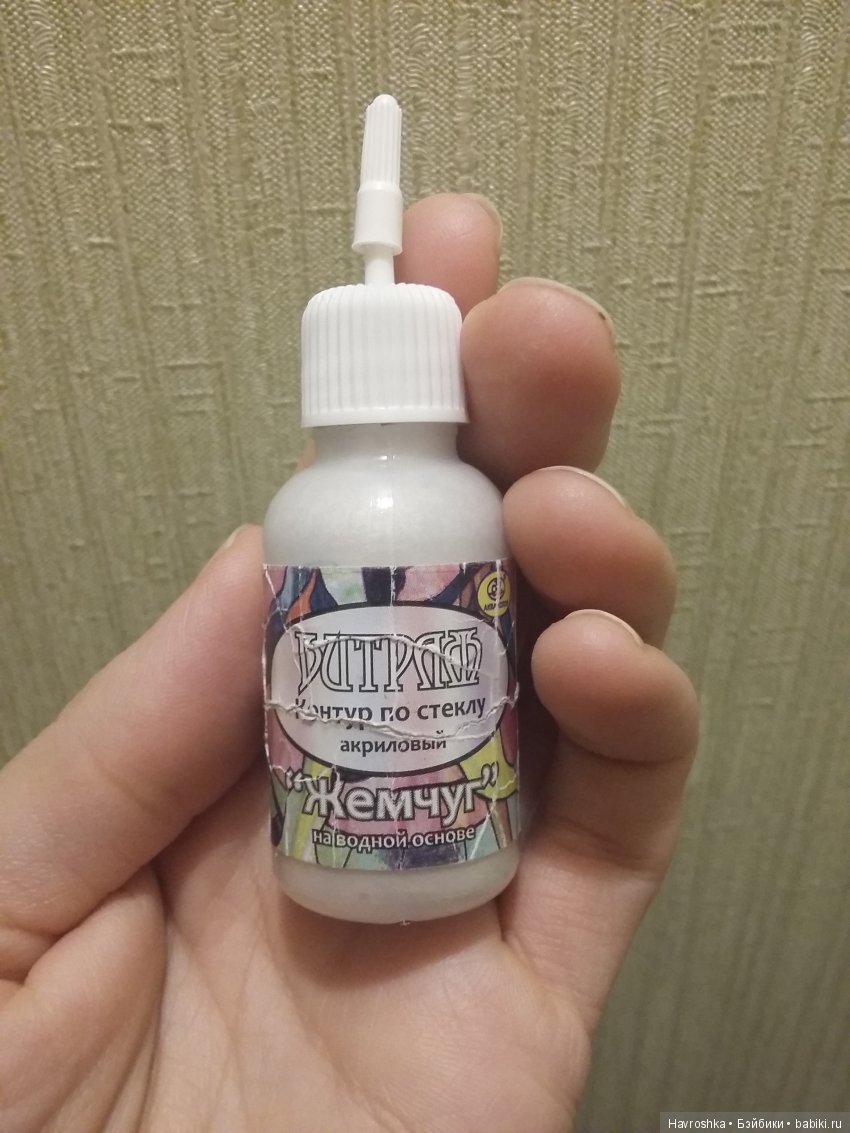 ВИТРАЖ
Контур по стеклу
акриловый
“Жемчуг”
на водной основе
Havroshka • Бэйбики • babiki.ru